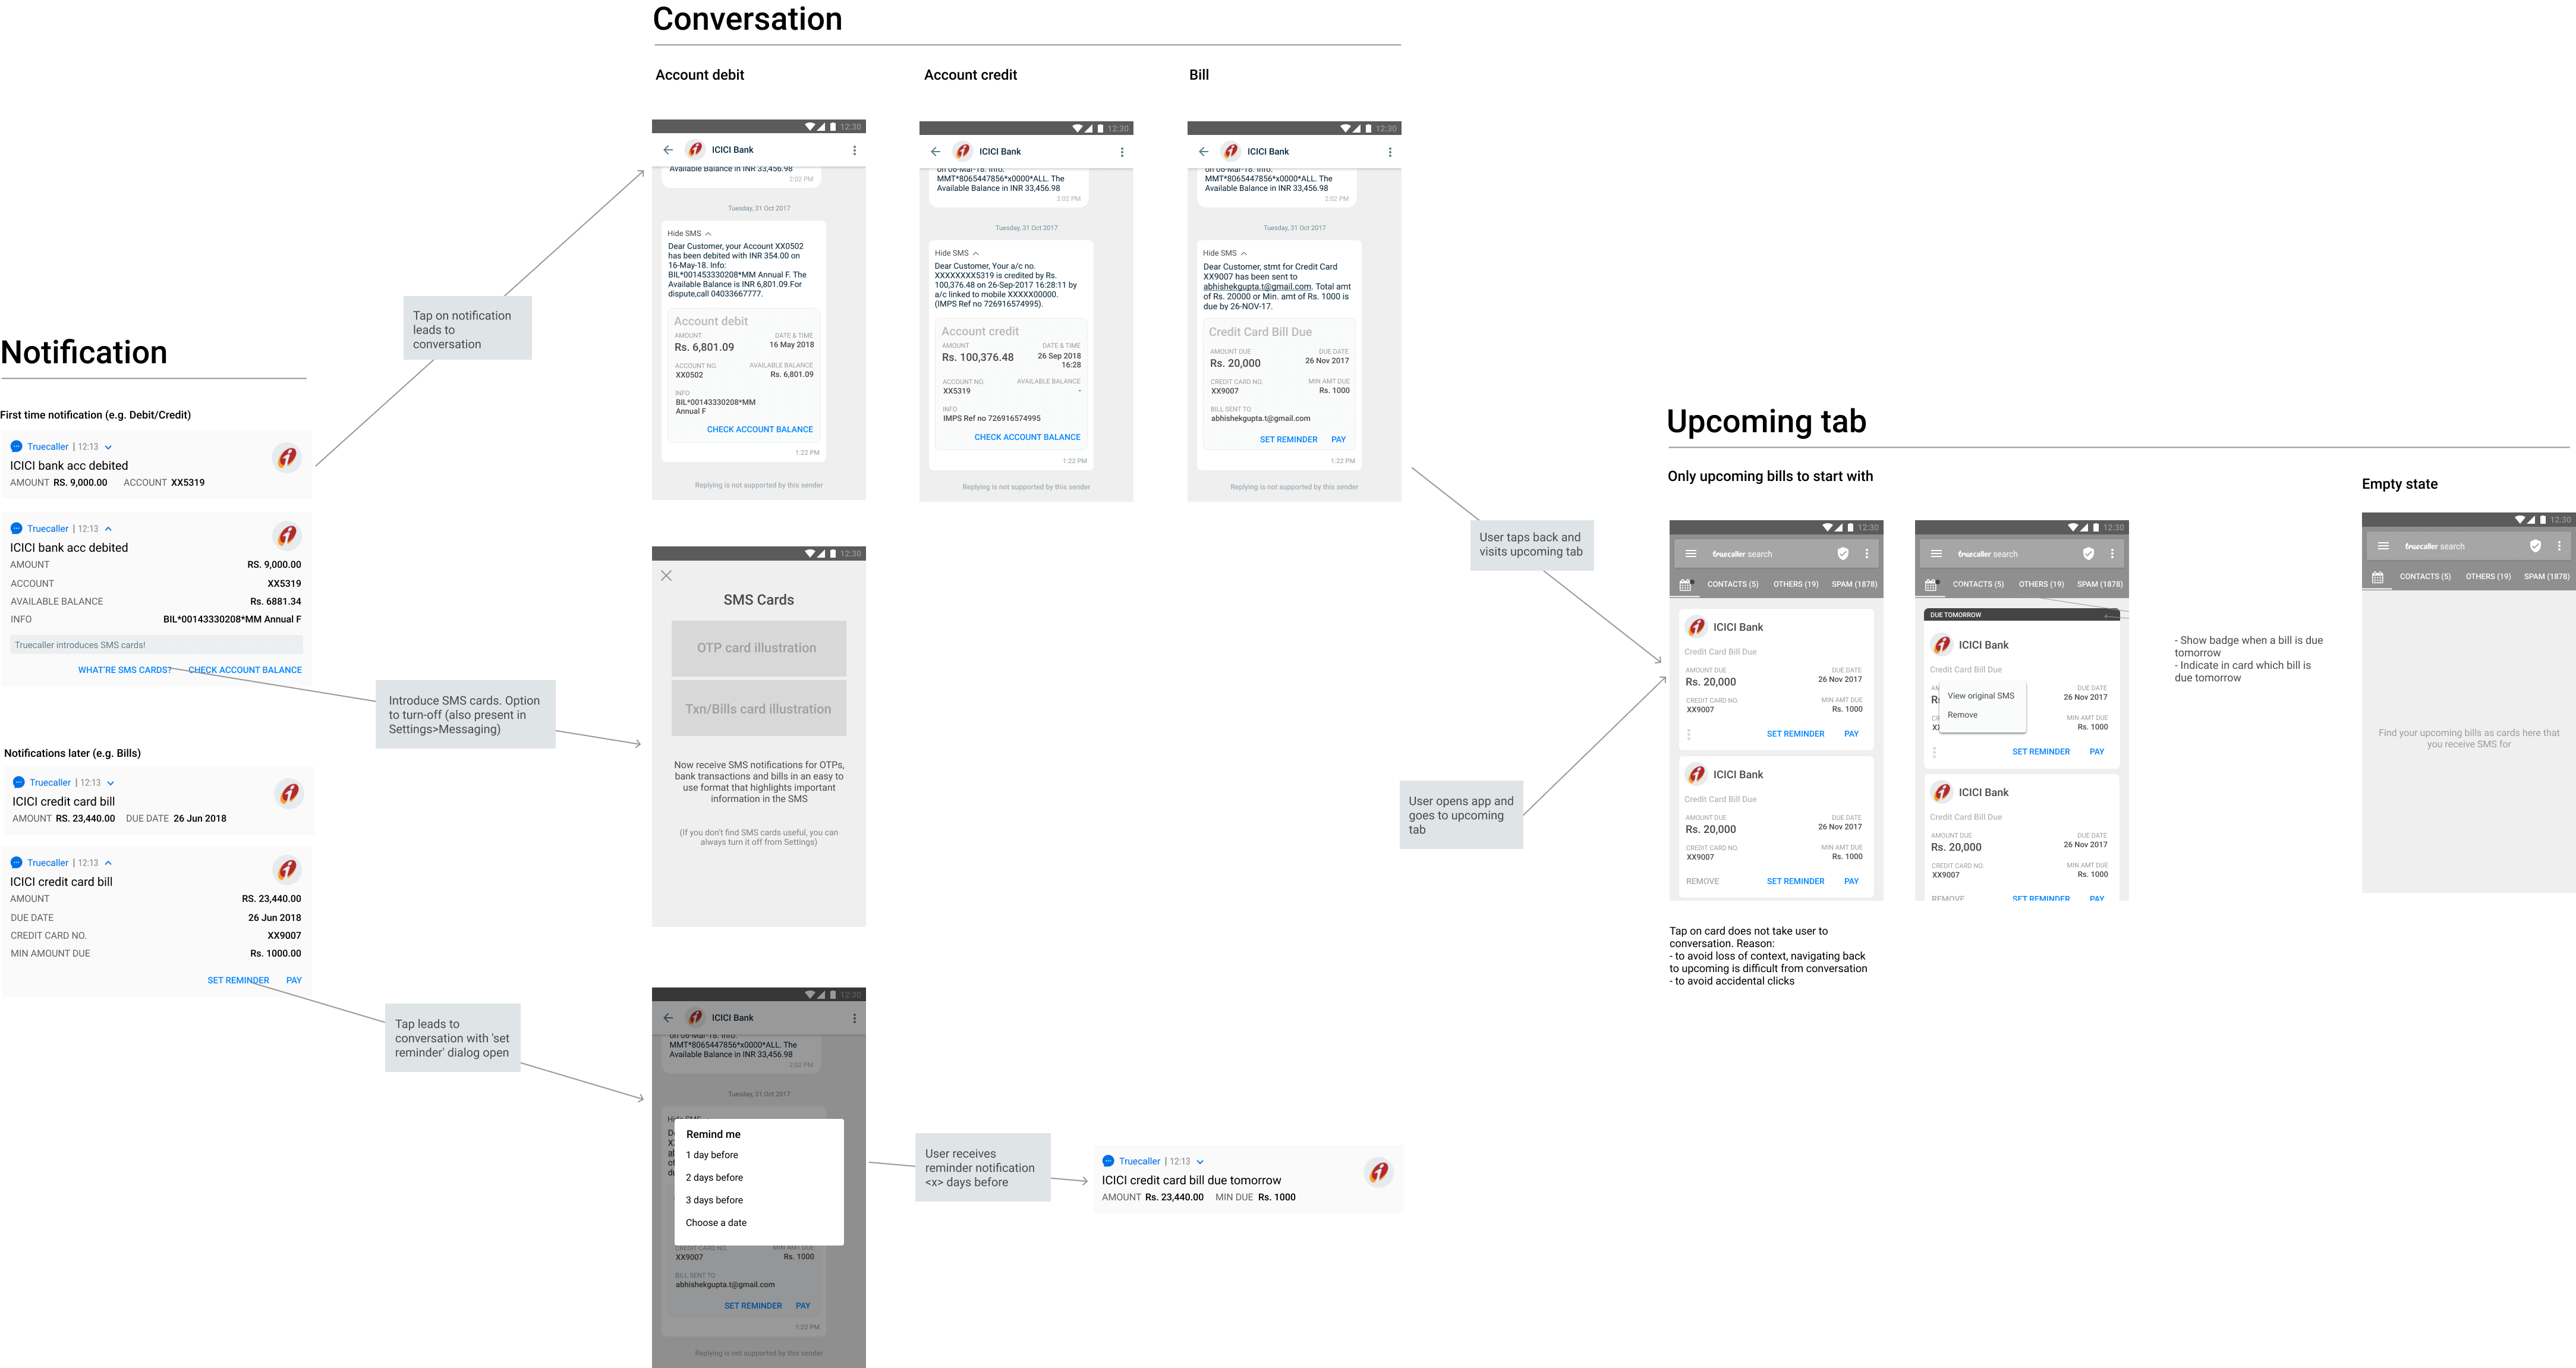 Conversation
Account debit
Account credit
Bill
12:30
ICICI Bank
Available Balance in INR 33,456.98
2:02 PM
Tuesday, 31 Oct 2017
Hide SMS
Dear Customer, your Account XX0502
has been debited with INR 354.00 on
16-May-18. Info:
BIL*001453330208*MM Annual F. The
Available Balance is INR 6,801.09.For
dispute,call 04033667777.
Account debit
AMOUNT
DATE & TIME
Rs. 6,801.09
16 May 2018
ACCOUNT NO.
AVAILABLE BALANCE
XX0502
Rs. 6,801.09
INFO
BIL*00143330208*MM
Annual F
CHECK ACCOUNT BALANCE
1:22 PM
Replying is not supported by this sender
12:30
ICICI Bank
on 06-Mar-18. Info:
MMT*8065447856*x0000*ALL. The
Available Balance in INR 33,456.98
2:02 PM
Tuesday, 31 Oct 2017
Hide SMS
Dear Customer, Your a/c no.
XXXXXXXX5319 is credited by Rs.
100,376.48 on 26-Sep-2017 16:28:11 by
a/c linked to mobile XXXXX00000.
(IMPS Ref no 726916574995).
Account credit
AMOUNT
DATE & TIME
Rs. 100,376.48
26 Sep 2018
16:28
ACCOUNT NO.
AVAILABLE BALANCE
XX5319
-
INFO
IMPS Ref no 726916574995
CHECK ACCOUNT BALANCE
1:22 PM
Replying is not supported by this sender
12:30
ICICI Bank
on 06-Mar-18. Info:
MMT*8065447856*x0000*ALL. The
Available Balance in INR 33,456.98
2:02 PM
Tuesday, 31 Oct 2017
Hide SMS
Dear Customer, stmt for Credit Card
XX9007 has been sent to
abhishekgupta.t@gmail.com. Total amt
of Rs. 20000 or Min. amt of Rs. 1000 is
due by 26-NOV-17.
Credit Card Bill Due
AMOUNT DUE
DUE DATE
Rs. 20,000
26 Nov 2017
CREDIT CARD NO.
MIN AMT DUE
XX9007
Rs. 1000
BILL SENT TO
abhishekgupta.t@gmail.com
SET REMINDER PAY
1:22 PM
Replying is not supported by this sender
Tap on notification
leads to
conversation
Notification
First time notification (e.g. Debit/Credit)
Truecaller | 12:13
ICICI bank acc debited
AMOUNT RS. 9,000.00 ACCOUNT XX5319
Truecaller | 12:13
ICICI bank acc debited
AMOUNT RS. 9,000.00
ACCOUNT XX5319
AVAILABLE BALANCE Rs. 6881.34
INFO BIL*00143330208*MM Annual F
Truecaller introduces SMS cards!
WHAT'RE SMS CARDS? CHECK ACCOUNT BALANCE
Introduce SMS cards. Option
to turn-off (also present in
Settings>Messaging)
12:30
SMS Cards
OTP card illustration
Txn/Bills card illustration
Now receive SMS notifications for OTPs,
bank transactions and bills in an easy to
use format that highlights important
information in the SMS
(If you don't find SMS cards useful, you can
always turn it off from Settings)
Notifications later (e.g. Bills)
Truecaller | 12:13
ICICI credit card bill
AMOUNT RS. 23,440.00 DUE DATE 26 Jun 2018
Truecaller | 12:13
ICICI credit card bill
AMOUNT RS. 23,440.00
DUE DATE 26 Jun 2018
CREDIT CARD NO. XX9007
MIN AMOUNT DUE Rs. 1000.00
SET REMINDER PAY
Tap leads to
conversation with 'set
reminder' dialog open
12:30
ICICI Bank
on 06-Mar-18. Info:
MMT*8065447856*x0000*ALL. The
Available Balance in INR 33,456.98
2:02 PM
Tuesday, 31 Oct 2017
Hide SMS
Remind me
1 day before
2 days before
3 days before
Choose a date
CREDIT CARD NO.
MIN AMT DUE
XX9007
Rs. 1000
BILL SENT TO
abhishekgupta.t@gmail.com
SET REMINDER PAY
1:22 PM
Replying is not supported by this sender
User receives
reminder notification
<x> days before
Truecaller | 12:13
ICICI credit card bill due tomorrow
AMOUNT Rs. 23,440.00 MIN DUE Rs. 1000
User taps back and
visits upcoming tab
User opens app and
goes to upcoming
tab
Upcoming tab
Only upcoming bills to start with
12:30
truecaller search
CONTACTS (5) OTHERS (19) SPAM (1878)
ICICI Bank
Credit Card Bill Due
AMOUNT DUE
DUE DATE
Rs. 20,000
26 Nov 2017
CREDIT CARD NO.
MIN AMT DUE
XX9007
Rs. 1000
SET REMINDER PAY
ICICI Bank
Credit Card Bill Due
AMOUNT DUE
DUE DATE
Rs. 20,000
26 Nov 2017
CREDIT CARD NO.
MIN AMT DUE
XX9007
Rs. 1000
REMOVE SET REMINDER PAY
Tap on card does not take user to
conversation. Reason:
- to avoid loss of context, navigating back
to upcoming is difficult from conversation
- to avoid accidental clicks
12:30
truecaller search
CONTACTS (5) OTHERS (19) SPAM (1878)
DUE TOMORROW
ICICI Bank
Credit Card Bill Due
DUE DATE
26 Nov 2017
View original SMS
Remove
MIN AMT DUE
Rs. 1000
SET REMINDER PAY
ICICI Bank
Credit Card Bill Due
AMOUNT DUE
DUE DATE
Rs. 20,000
26 Nov 2017
CREDIT CARD NO.
MIN AMT DUE
XX9007
Rs. 1000
REMOVE SET REMINDER PAY
- Show badge when a bill is due
tomorrow
- Indicate in card which bill is
due tomorrow
Empty state
12:30
truecaller search
CONTACTS (5) OTHERS (19) SPAM (1878)
Find your upcoming bills as cards here that
you receive SMS for